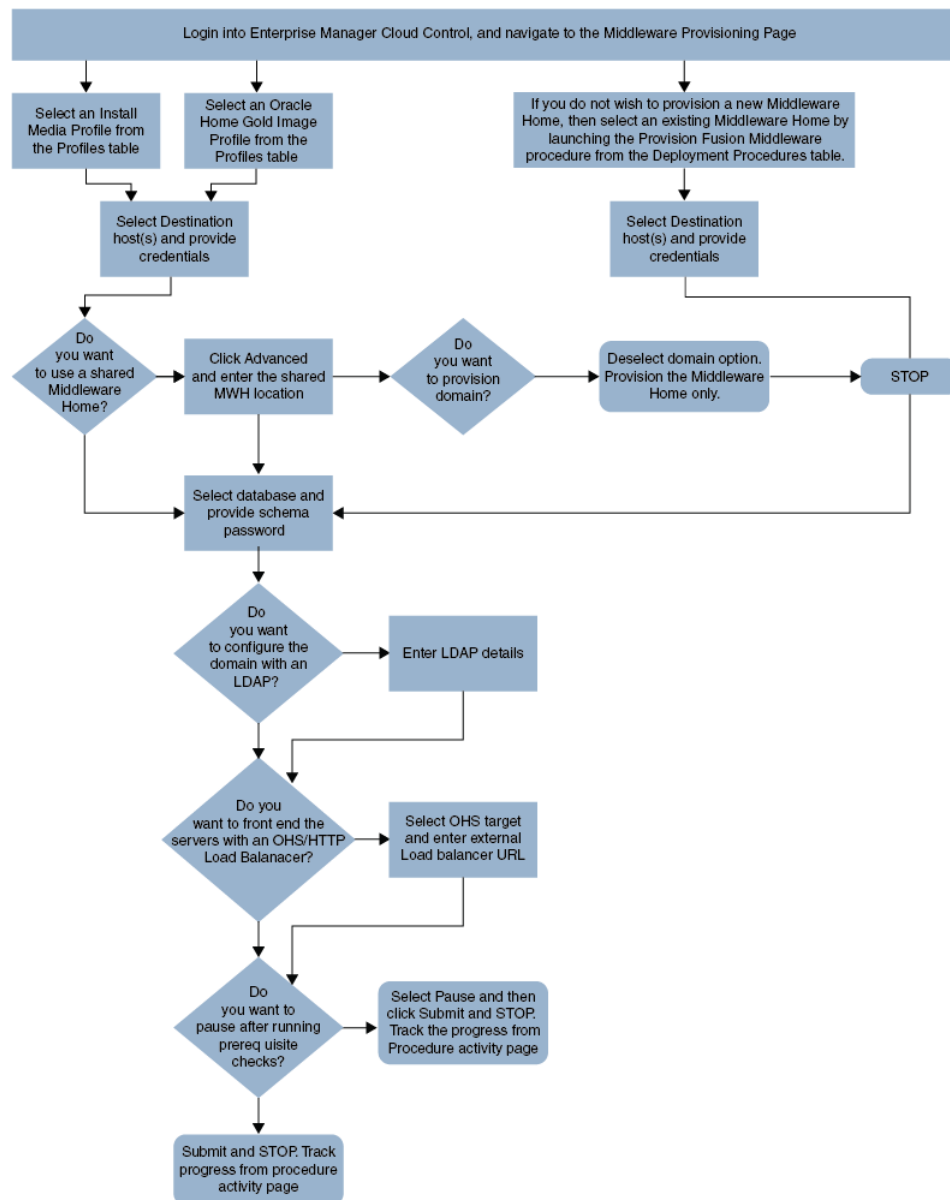 Login into Enterprise Manager Cloud Control, and navigate to the Middleware Provisioning Page
Select an Install
Media Profile from
the Profiles table
Select an Oracle
Home Gold Image
Profile from the
Profiles table
If you do not wish to provision a new Middleware
Home, then select an existing Middleware Home by
launching the Provision Fusion Middleware
procedure from the Deployment Procedures table.
Select Destination
host(s) and provide
credentials
Select Destination
host(s) and provide
credentials
Do
you want
to use a shared
Middleware
Home?
Click Advanced
and enter the shared
MWH location
Do
you want
to provision
domain?
Deselect domain option.
Provision the Middleware
Home only.
STOP
Select database and
provide schema
password
Do
you want
to configure the
domain with an
LDAP?
Enter LDAP details
Do you
want to front end the
servers with an OHS/HTTP
Load Balanacer?
Select OHS target
and enter external
Load balancer URL
Do
you want to
pause after running
prereq uisite
checks?
Select Pause and then
click Submit and STOP.
Track the progress from
Procedure activity page
Submit and STOP. Track
progress from procedure
activity page